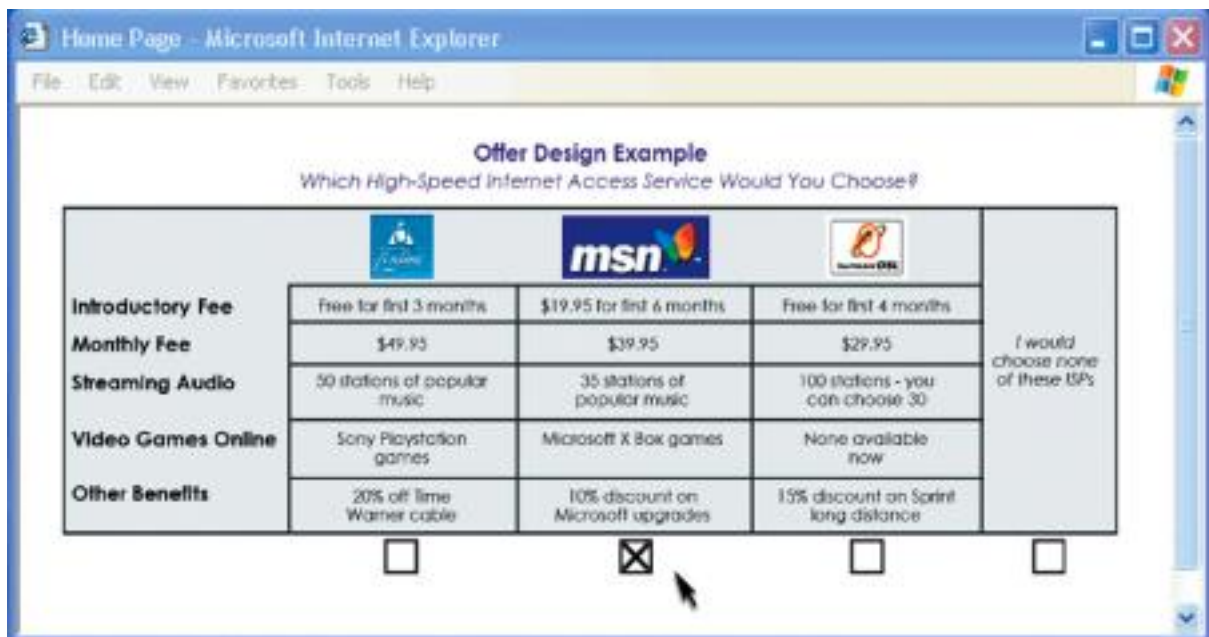 Home Page - Microsoft Internet Explorer
File Edit View Favorites Tools Help
Offer Design Example
Which High-Speed Internet Access Service Would You Choose?
msn
DSL
Introductory Fee
Free for first 3 months
$19.95 for first 6 months
Free for first 4 months
Monthly Fee
$49.95
$39.95
$29.95
Streaming Audio
50 stations of popular
music
35 stations of
popular music
100 stations - you
can choose 30
Video Games Online
Sony Playstation
games
Microsoft X Box games
None available
now
Other Benefits
20% off Time
Warner cable
10% discount on
Microsoft upgrades
15% discount on Sprint
long distance
I would
choose none
of these ISPs